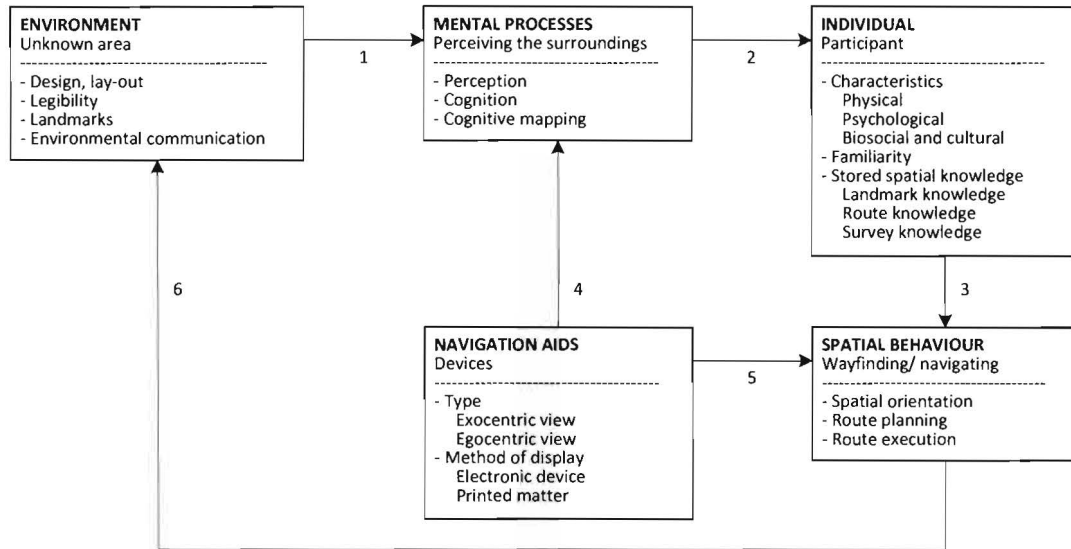 ENVIRONMENT
Unknown area
- Design, lay-out
- Legibility
- Landmarks
- Environmental communication
1
MENTAL PROCESSES
Perceiving the surroundings
- Perception
- Cognition
- Cognitive mapping
2
INDIVIDUAL
Participant
- Characteristics
Physical
Psychological
Biosocial and cultural
- Familiarity
- Stored spatial knowledge
Landmark knowledge
Route knowledge
Survey knowledge
6
4
3
NAVIGATION AIDS
Devices
- Type
Exocentric view
Egocentric view
- Method of display
Electronic device
Printed matter
5
SPATIAL BEHAVIOUR
Wayfinding/ navigating
- Spatial orientation
- Route planning
- Route execution